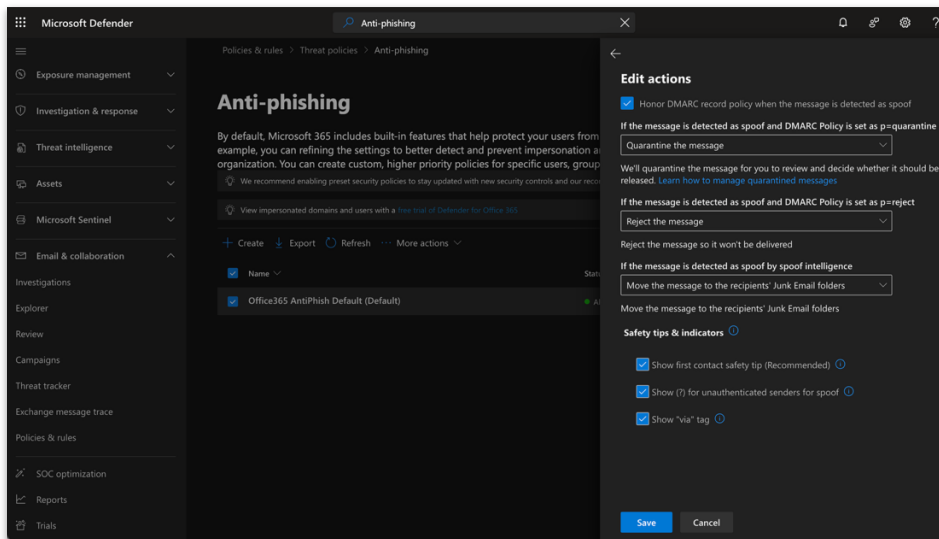 Microsoft Defender
Anti-phishing
Exposure management
Investigation & response
Threat intelligence
Assets
Microsoft Sentinel
Email & collaboration
Investigations
Explorer
Review
Campaigns
Threat tracker
Exchange message trace
Policies & rules
SOC optimization
Reports
Trials
Policies & rules > Threat policies > Anti-phishing
Anti-phishing
By default, Microsoft 365 includes built-in features that help protect your users from
example, you can refining the settings to better detect and prevent impersonation a
organization. You can create custom, higher priority policies for specific users, group
We recommend enabling preset security policies to stay updated with new security controls and our reco
View impersonated domains and users with a free trial of Defender for Office 365
Create Export Refresh More actions
Name Statu
Office365 AntiPhish Default (Default) Al
Edit actions
Honor DMARC record policy when the message is detected as spoof
If the message is detected as spoof and DMARC Policy is set as p=quarantine
Quarantine the message
We'll quarantine the message for you to review and decide whether it should be
released. Learn how to manage quarantined messages
If the message is detected as spoof and DMARC Policy is set as p=reject
Reject the message
Reject the message so it won't be delivered
If the message is detected as spoof by spoof intelligence
Move the message to the recipients' Junk Email folders
Move the message to the recipients' Junk Email folders
Safety tips & indicators
Show first contact safety tip (Recommended)
Show (?) for unauthenticated senders for spoof
Show "via" tag
Save Cancel